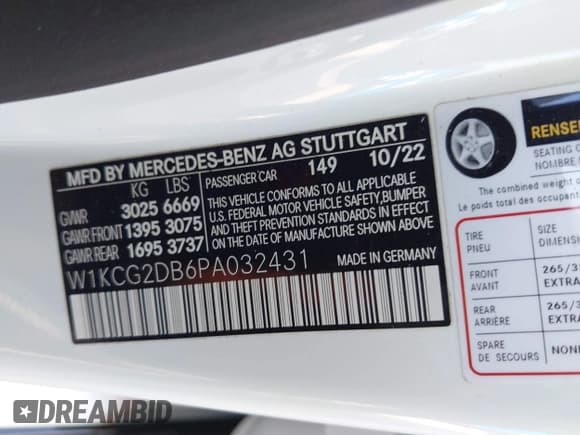 MFD BY MERCEDES-BENZ AG STUTTGART
KG LBS PASSENGER CAR 149 10/22
GVWR 3025 6669
GAWR FRONT 1395 3075
GAWR REAR 1695 3737
THIS VEHICLE CONFORMS TO ALL APPLICABLE
U.S. FEDERAL MOTOR VEHICLE SAFETY, BUMPER
AND THEFT PREVENTION STANDARDS IN EFFECT
ON THE DATE OF MANUFACTURE SHOWN ABOVE.
W1KCG2DB6PA032431
MADE IN GERMANY
SEATING
The combined weight of
Le poids total des occupant
TIRE SIZE
PNEU
FRONT 265/3
AVANT EXTRA
REAR 265/3
ARRIÈRE EXTRA
SPARE
DE SECOURS
DREAMBID